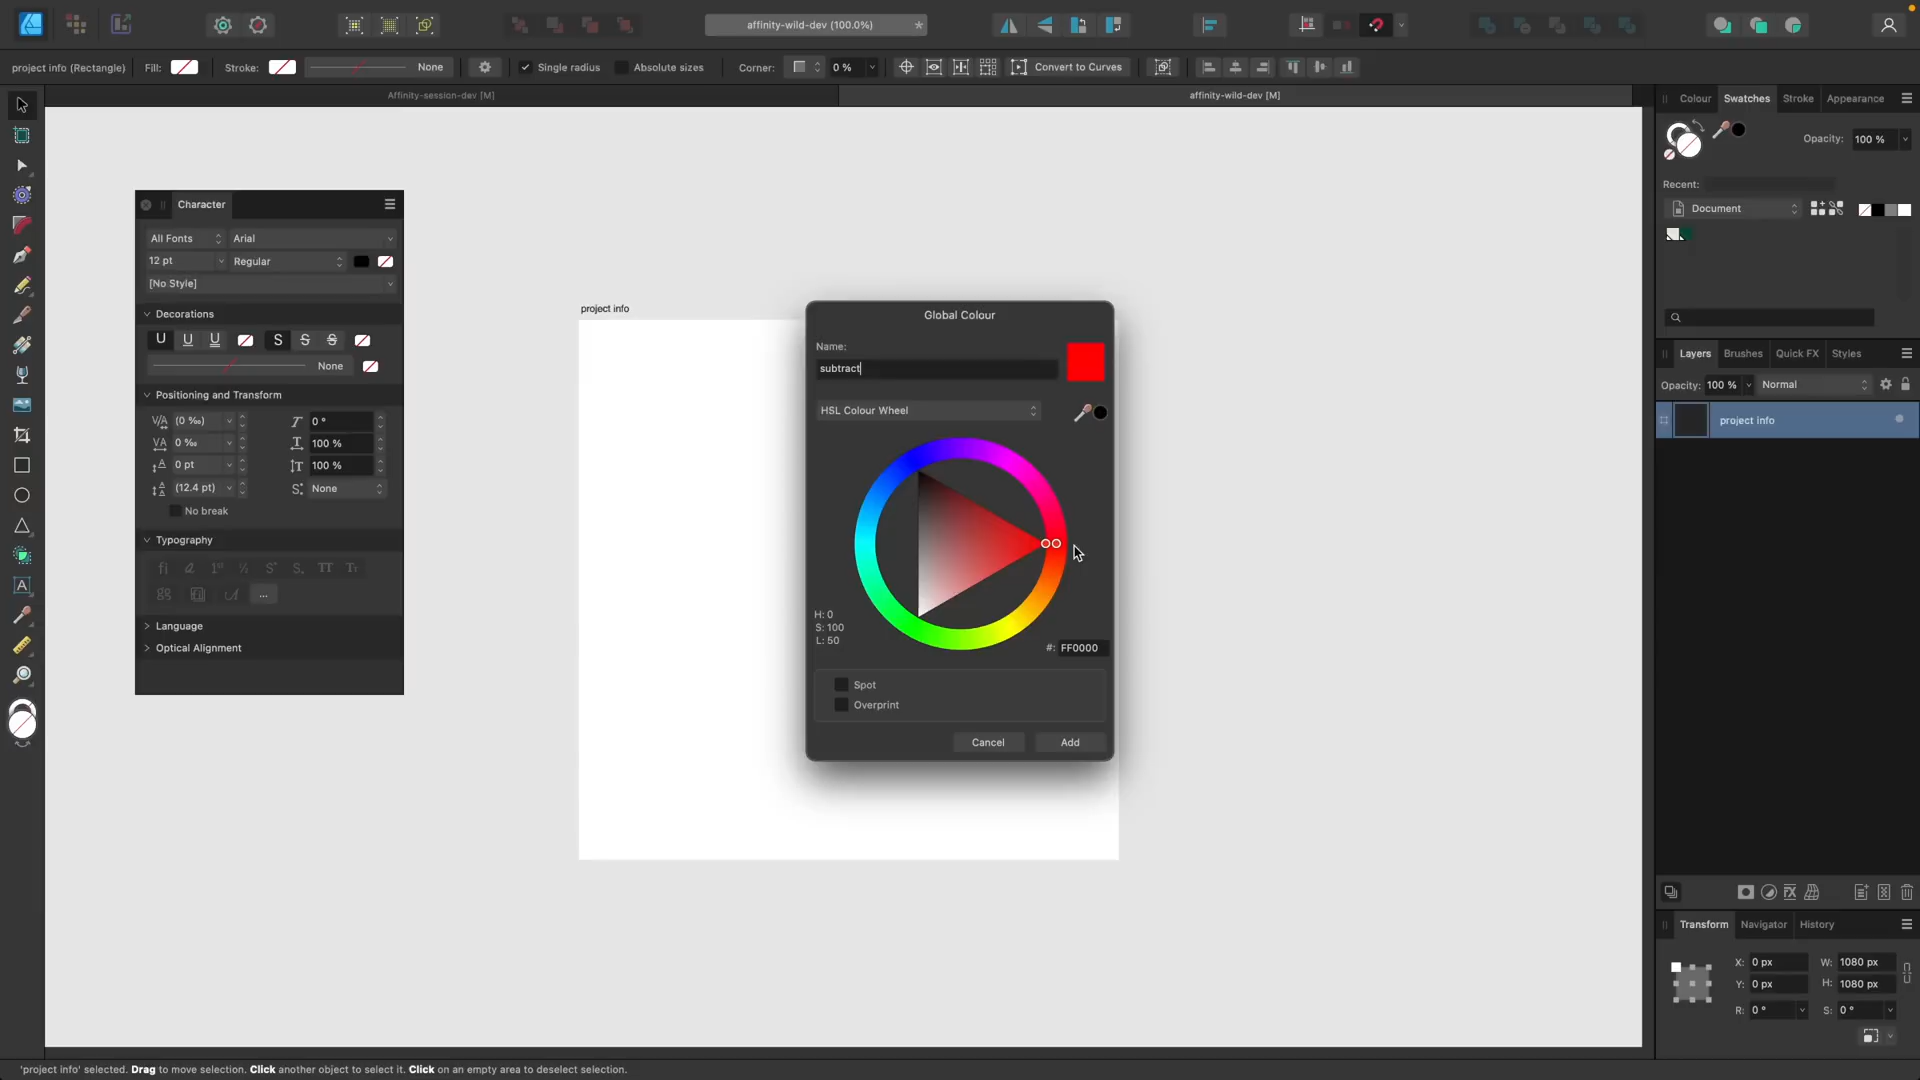 affinity-wild-dev (100.0%)
*
project info (Rectangle)
Fill:
Stroke:
None
Single radius
Absolute sizes
Corner:
0 %
Convert to Curves
Affinity-session-dev [M]
affinity-wild-dev [M]
Colour
Swatches
Stroke
Appearance
Opacity:
100 %
Recent:
Document
Character
All Fonts
Arial
12 pt
Regular
[No Style]
Decorations
U
U
U
S
S
S
None
Positioning and Transform
(0 ‰)
0 °
0 ‰
100 %
0 pt
100 %
(12.4 pt)
None
No break
Typography
...
Language
Optical Alignment
project info
Global Colour
Name:
subtract
HSL Colour Wheel
H: 0
S: 100
L: 50
#: FF0000
Spot
Overprint
Cancel
Add
Layers
Brushes
Quick FX
Styles
Opacity:
100 %
Normal
project info
Transform
Navigator
History
X: 0 px
W: 1080 px
Y: 0 px
H: 1080 px
R: 0 °
S: 0 °
'project info' selected. Drag to move selection. Click another object to select it. Click on an empty area to deselect selection.